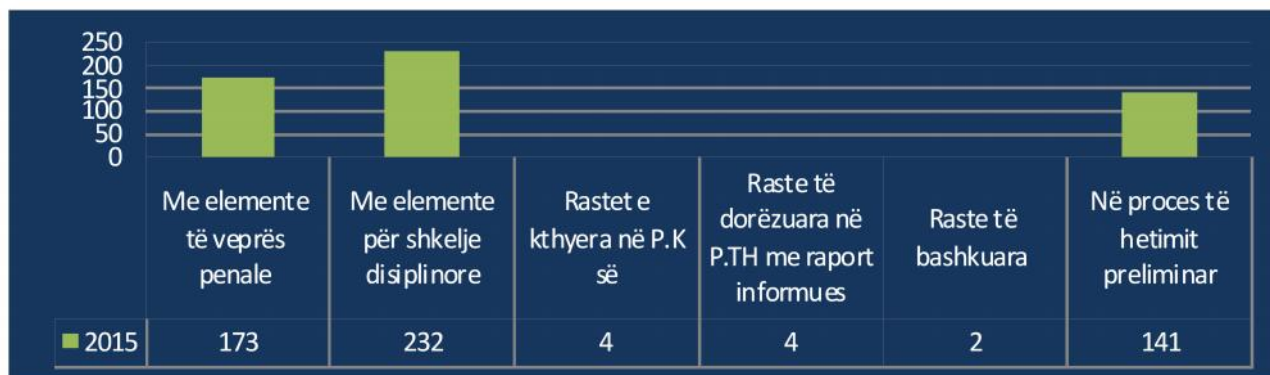 250
200
150
100
50
0
Me elemente
të veprës
penale
Me elemente
për shkelje
disiplinore
Rastet e
kthyera në P.K
së
Raste të
dorëzuara në
P.TH me raport
informues
Raste të
bashkuara
Në proces të
hetimit
preliminar
2015 173 232 4 4 2 141